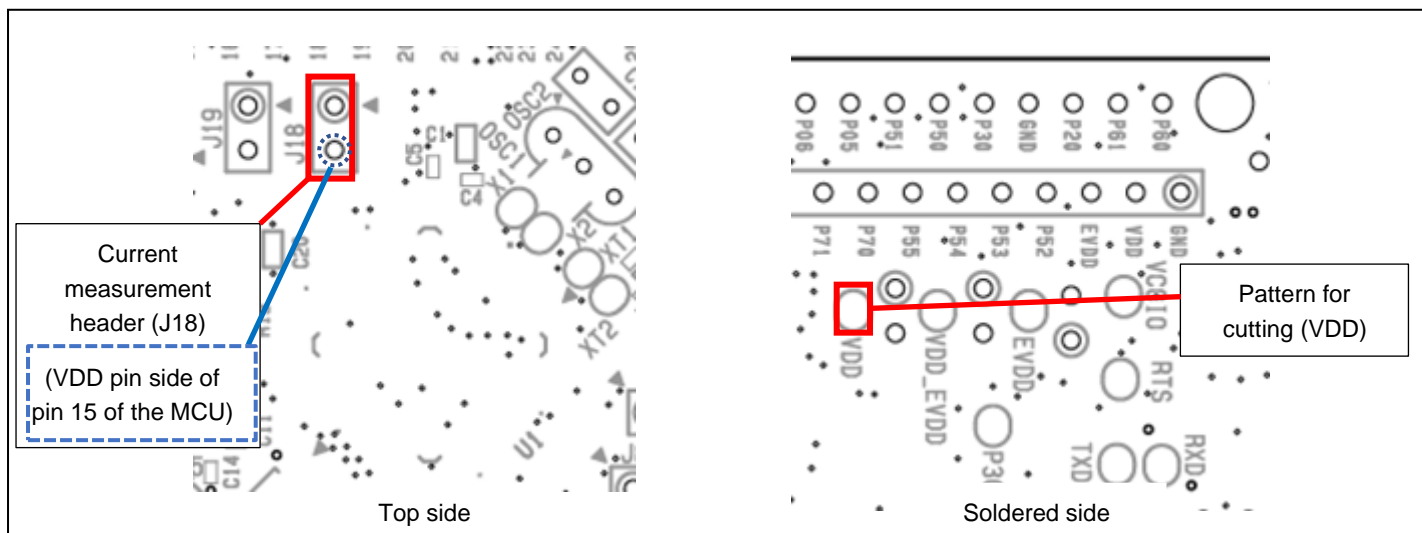 J19
J18
C1
C5
C4
OSC1
OSC2
X1
X2
XT1
XT2
C20
C11
C14
U1
Current
measurement
header (J18)
(VDD pin side of
pin 15 of the MCU)
Top side
P06 P05 P51 P50 P30 GND P20 P61 P60
P71 P70 P55 P54 P53 P52 EVDD VDD GND
VDD
VDD_EVDD
EVDD
RTS
TXD
RXD
Pattern for
cutting (VDD)
Soldered side